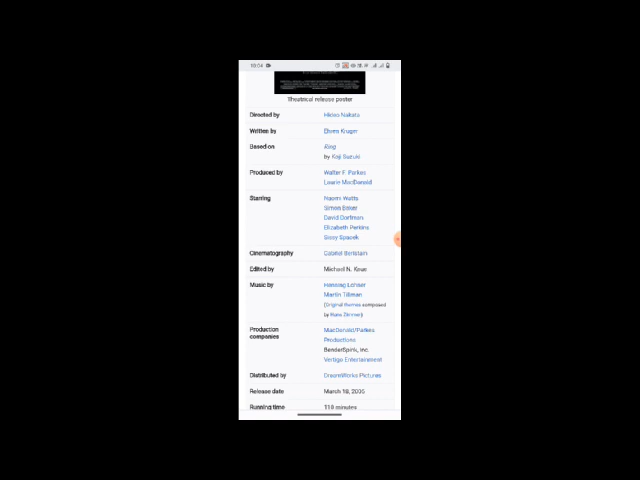 Theatrical release poster
Directed by Hideo Nakata
Written by Ehren Kruger
Based on Ring
by Koji Suzuki
Produced by Walter F. Parkes
Laurie MacDonald
Starring Naomi Watts
Simon Baker
David Dorfman
Elizabeth Perkins
Sissy Spacek
Cinematography Gabriel Beristain
Edited by Michael N. Knue
Music by Henning Lohner
Martin Tillman
(Original themes composed
by Hans Zimmer)
Production MacDonald/Parkes
companies Productions
BenderSpink, Inc.
Vertigo Entertainment
Distributed by DreamWorks Pictures
Release date March 18, 2005
Running time 110 minutes